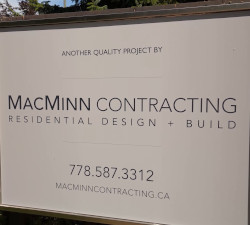 ANOTHER QUALITY PROJECT BY
MACMINN CONTRACTING
RESIDENTIAL DESIGN + BUILD
778.587.3312
MACMINNCONTRACTING.CA